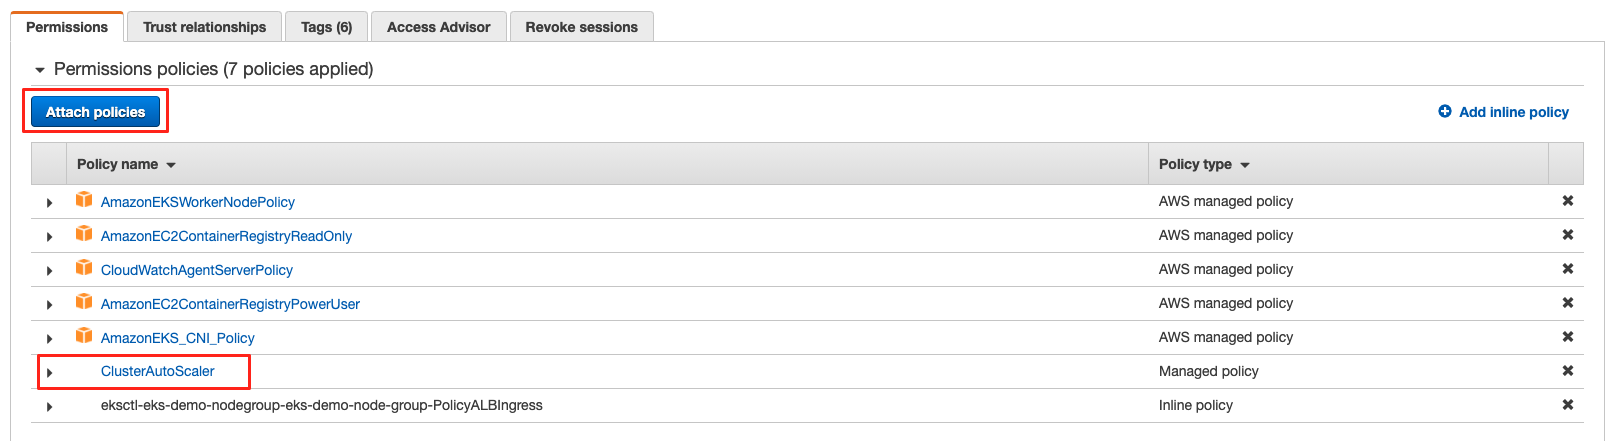 Permissions Trust relationships Tags (6) Access Advisor Revoke sessions
Permissions policies (7 policies applied)
Attach policies Add inline policy
Policy name Policy type
AmazonEKSWorkerNodePolicy AWS managed policy
AmazonEC2ContainerRegistryReadOnly AWS managed policy
CloudWatchAgentServerPolicy AWS managed policy
AmazonEC2ContainerRegistryPowerUser AWS managed policy
AmazonEKS_CNI_Policy AWS managed policy
ClusterAutoScaler Managed policy
eksctl-eks-demo-nodegroup-eks-demo-node-group-PolicyALBIngress Inline policy